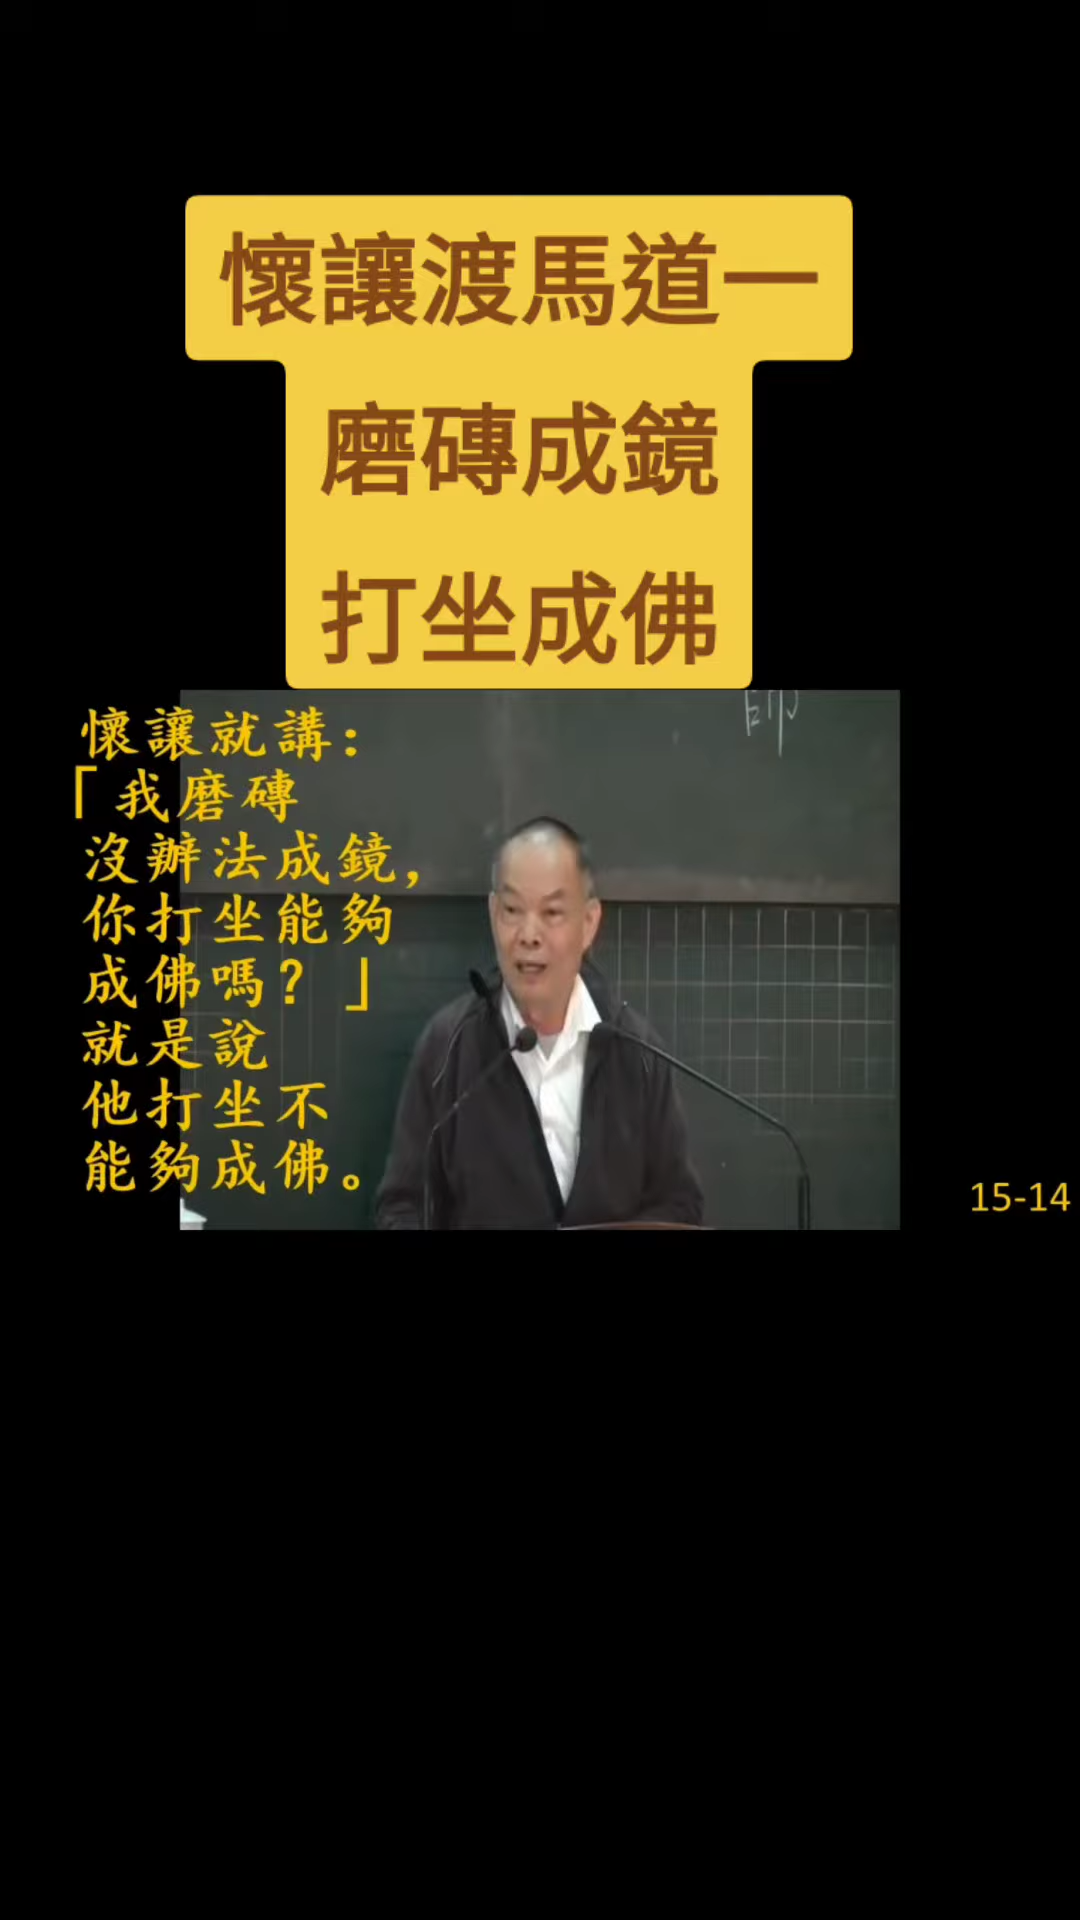 懷讓渡馬道一
磨磚成鏡
打坐成佛
懷讓就講：
「我磨磚
沒辦法成鏡，
你打坐能夠
成佛嗎？」
就是說
他打坐不
能夠成佛。
15-14